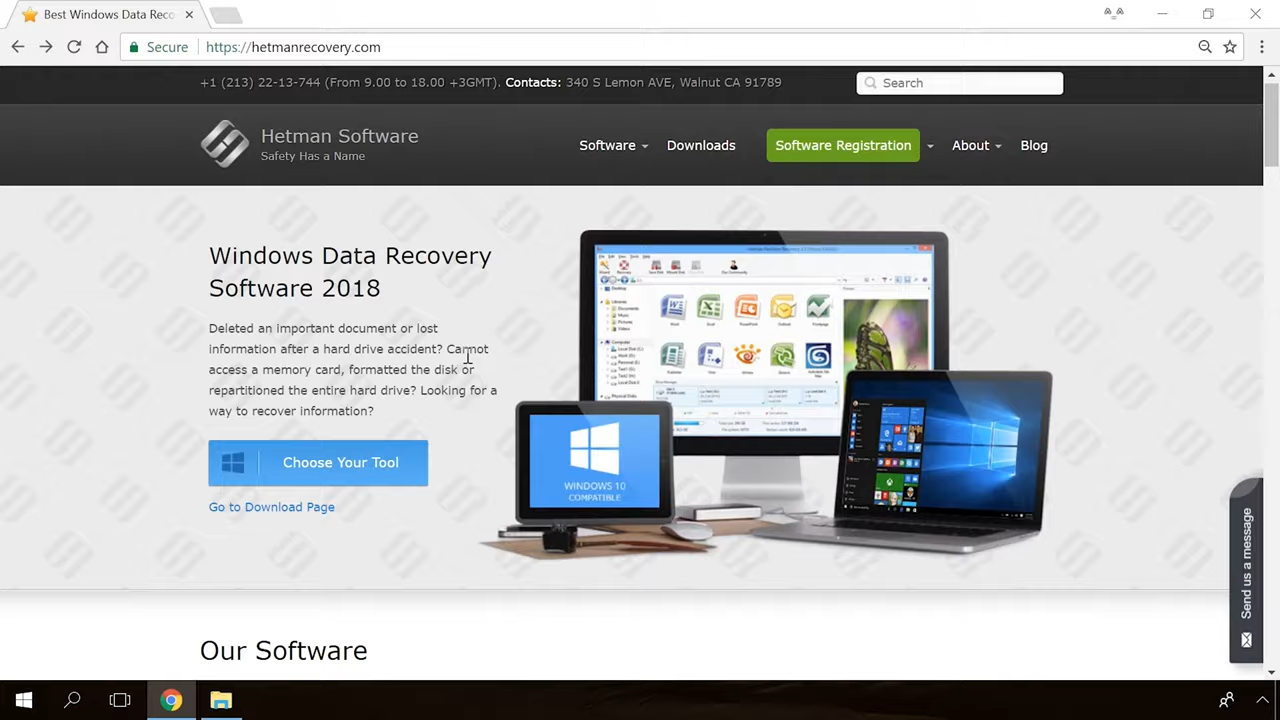 Best Windows Data Reco
Secure https://hetmanrecovery.com
+1 (213) 22-13-744 (From 9.00 to 18.00 +3GMT). Contacts: 340 S Lemon AVE, Walnut CA 91789
Search
Hetman Software
Safety Has a Name
Software
Downloads
Software Registration
About
Blog
Windows Data Recovery
Software 2018
Deleted an important document or lost
information after a hard drive accident? Cannot
access a memory card, formatted the disk or
repartitioned the entire hard drive? Looking for a
way to recover information?
Choose Your Tool
Go to Download Page
WINDOWS 10
COMPATIBLE
Send us a message
Our Software